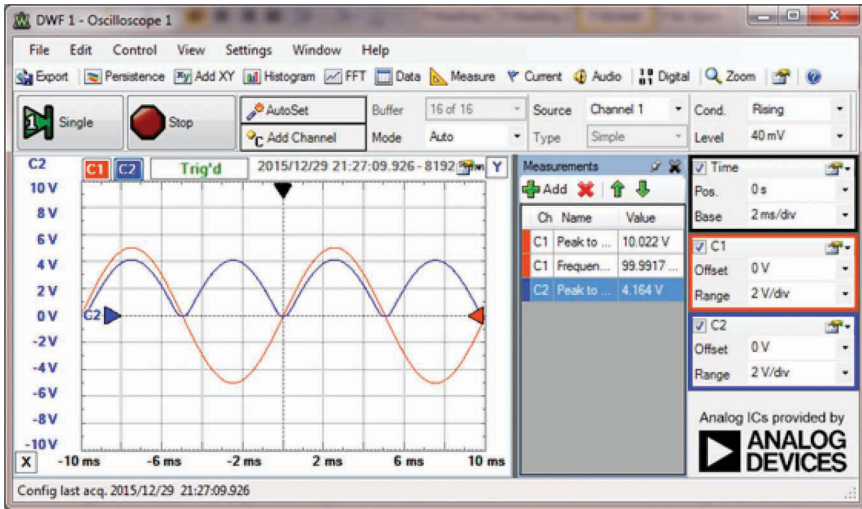 DWF 1 - Oscilloscope 1
File Edit Control View Settings Window Help
Export Persistence Add XY Histogram FFT Data Measure Current Audio Digital Zoom
Single Stop AutoSet Buffer 16 of 16 Source Channel 1 Cond. Rising
Add Channel Mode Auto Type Simple Level 40 mV
C2 C1 C2 Trig'd 2015/12/29 21:27:09.926 - 8192 Y
Measurements
Add
Ch Name Value
C1 Peak to ... 10.022 V
C1 Frequen... 99.9917 ...
C2 Peak to ... 4.164 V
Time
Pos. 0 s
Base 2 ms/div
C1
Offset 0 V
Range 2 V/div
C2
Offset 0 V
Range 2 V/div
10 V
8 V
6 V
4 V
2 V
0 V C2
-2 V
-4 V
-6 V
-8 V
-10 V
X -10 ms -6 ms -2 ms 2 ms 6 ms 10 ms
Analog ICs provided by
ANALOG
DEVICES
Config last acq. 2015/12/29 21:27:09.926